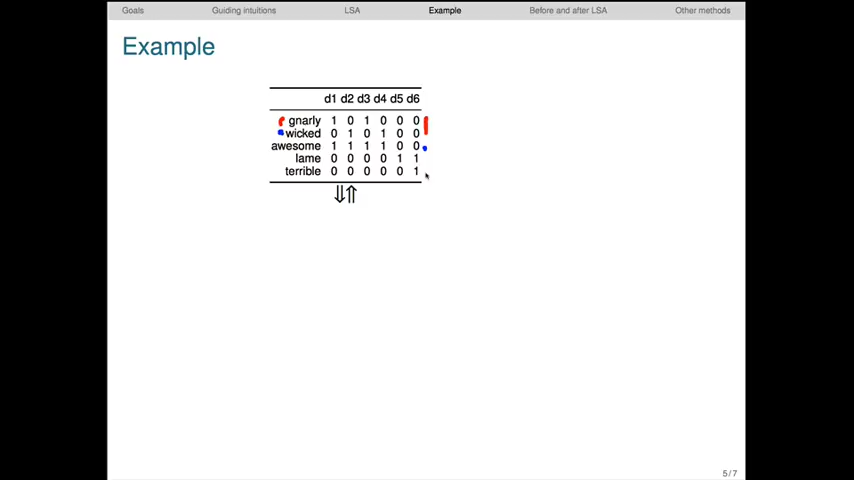 Goals Guiding intuitions LSA Example Before and after LSA Other methods
Example
d1 d2 d3 d4 d5 d6
gnarly 1 0 1 0 0 0
wicked 0 1 0 1 0 0
awesome 1 1 1 1 0 0
lame 0 0 0 0 1 1
terrible 0 0 0 0 0 1
⇓⇑
5 / 7